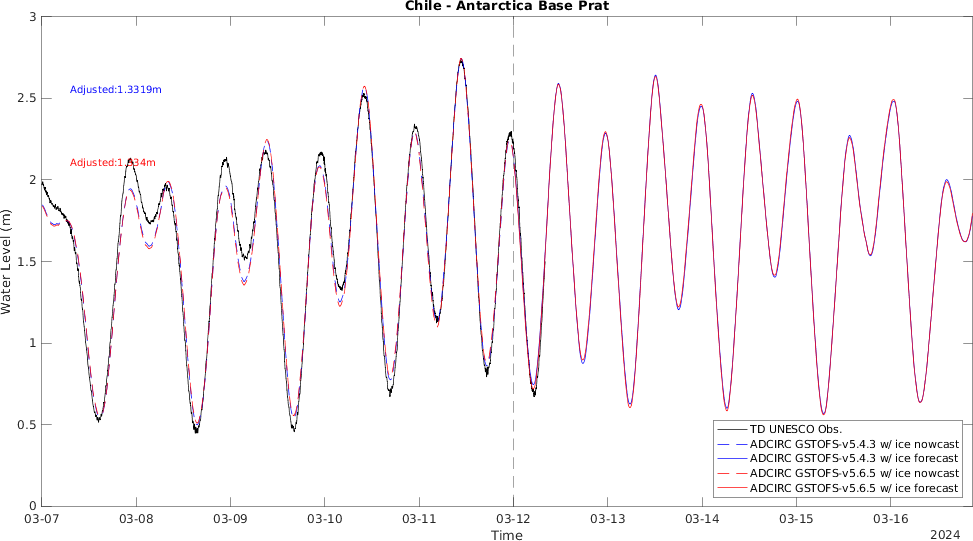 Chile - Antarctica Base Prat
3
2.5
2
1.5
1
0.5
0
Water Level (m)
Adjusted:1.3319m
Adjusted:1.334m
TD UNESCO Obs.
ADCIRC GSTOFS-v5.4.3 w/ ice nowcast
ADCIRC GSTOFS-v5.4.3 w/ ice forecast
ADCIRC GSTOFS-v5.6.5 w/ ice nowcast
ADCIRC GSTOFS-v5.6.5 w/ ice forecast
03-07 03-08 03-09 03-10 03-11 03-12 03-13 03-14 03-15 03-16
Time
2024